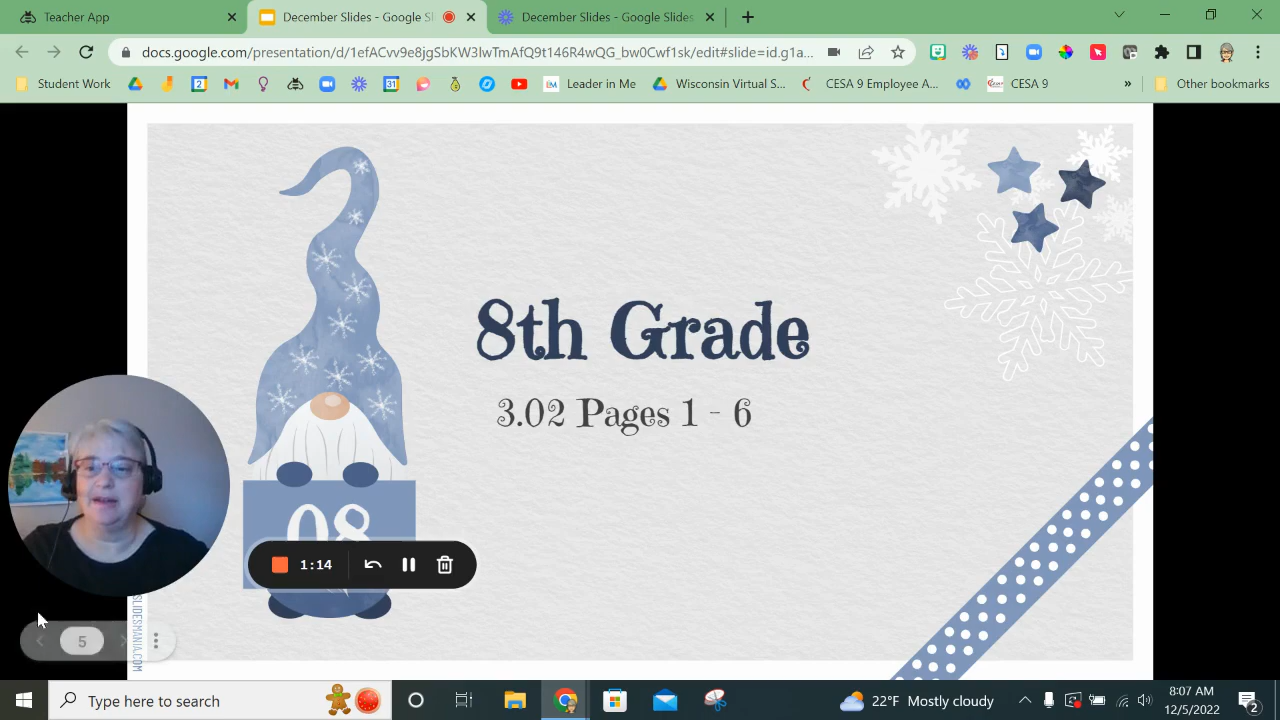 Teacher App
December Slides - Google Sl
December Slides - Google Slides
docs.google.com/presentation/d/1efACvv9e8jgSbKW3IwTmAfQ9t146R4wQG_bw0Cwf1sk/edit#slide=id.g1a...
Student Work
Leader in Me
Wisconsin Virtual S...
CESA 9 Employee A...
CESA 9
»
Other bookmarks
8th Grade
3.02 Pages 1 - 6
08
1:14
5
SLIDESMANIA.COM
Type here to search
22°F Mostly cloudy
8:07 AM
12/5/2022
2